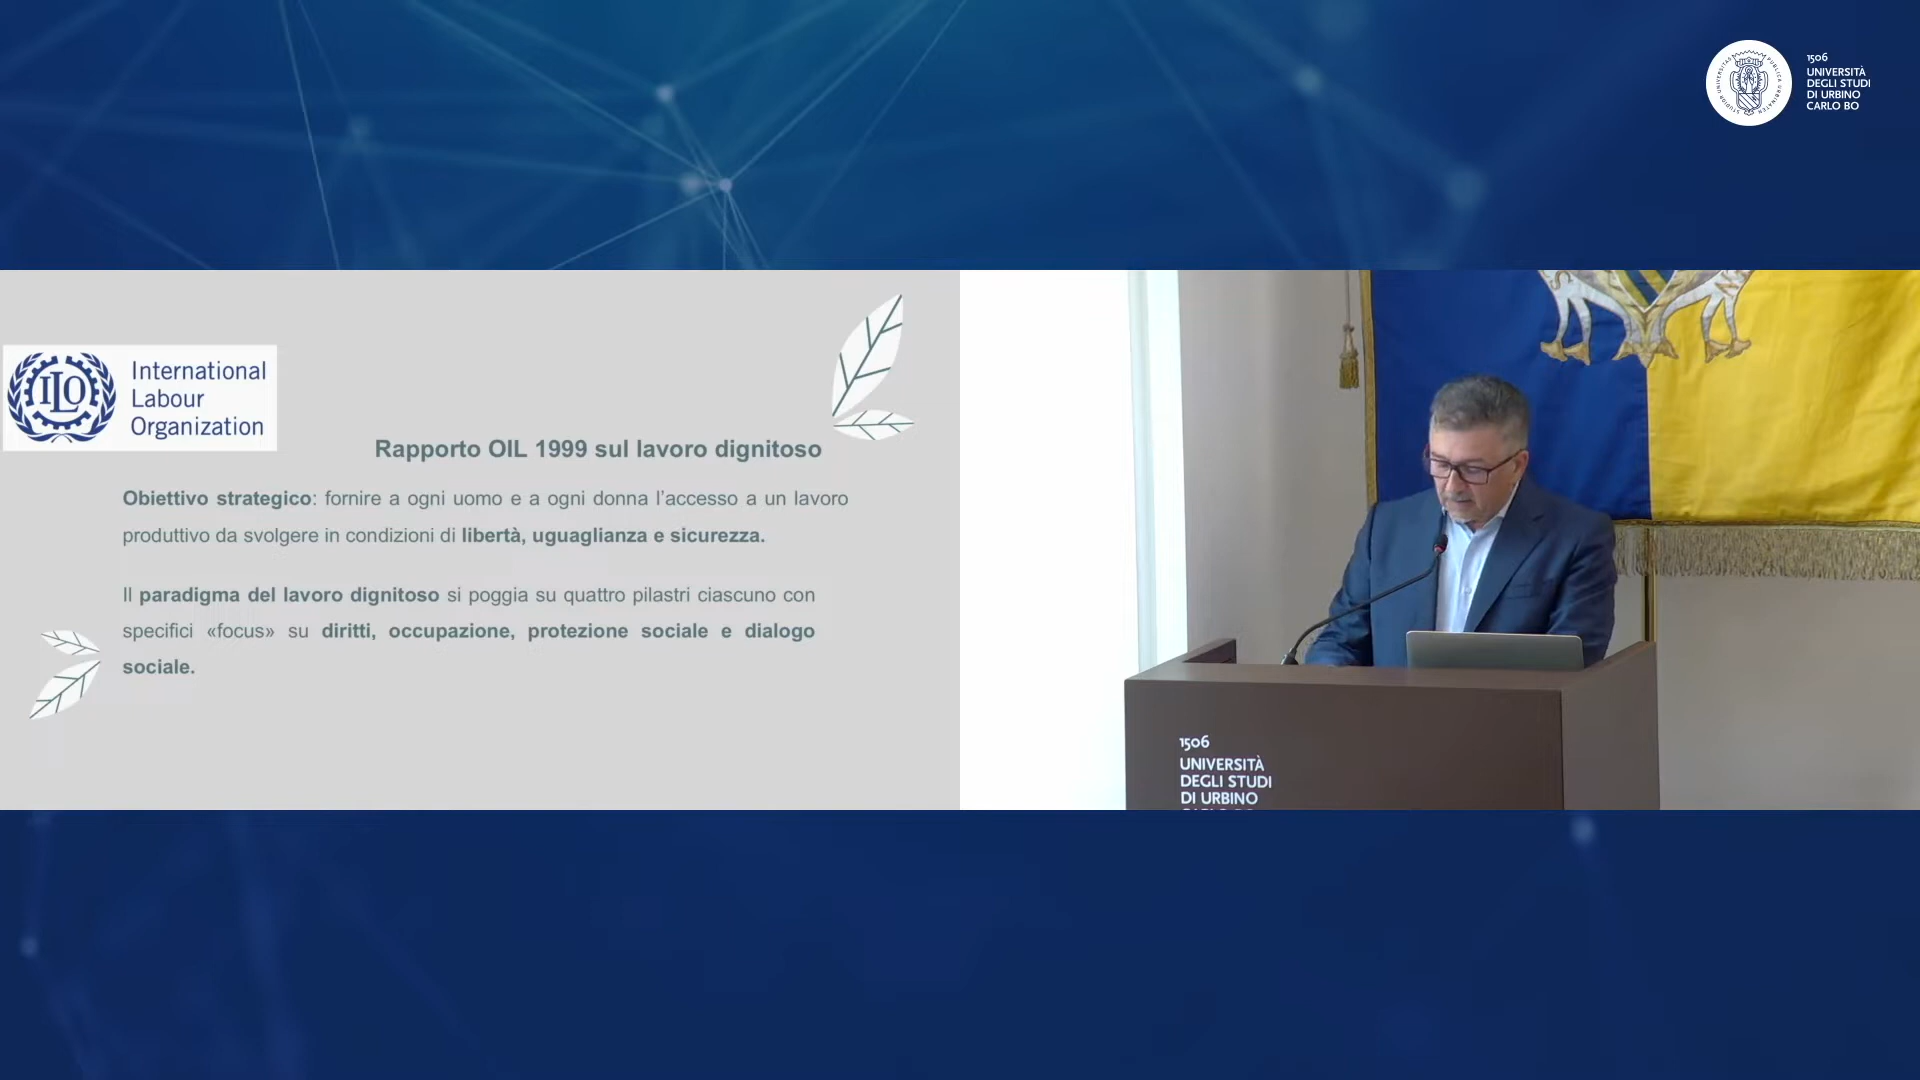 1506
UNIVERSITÀ
DEGLI STUDI
DI URBINO
CARLO BO
International
Labour
Organization
ILO
Rapporto OIL 1999 sul lavoro dignitoso
Obiettivo strategico: fornire a ogni uomo e a ogni donna l’accesso a un lavoro
produttivo da svolgere in condizioni di libertà, uguaglianza e sicurezza.
Il paradigma del lavoro dignitoso si poggia su quattro pilastri ciascuno con
specifici «focus» su diritti, occupazione, protezione sociale e dialogo
sociale.
1506
UNIVERSITÀ
DEGLI STUDI
DI URBINO